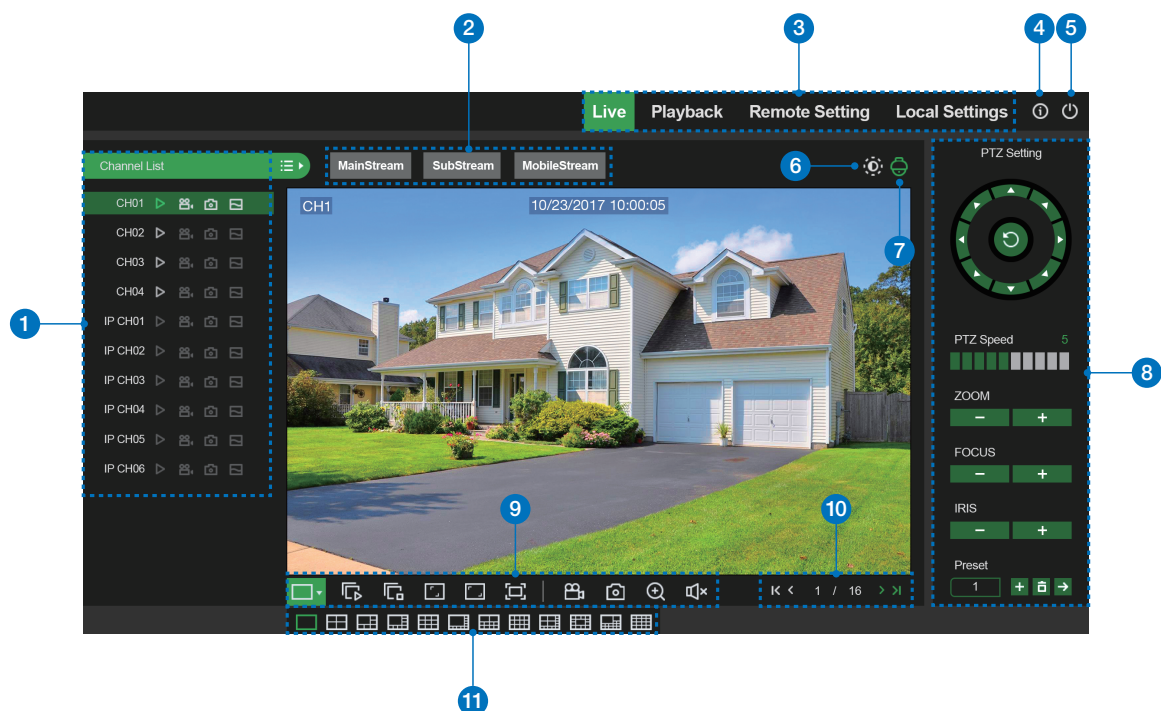 2
3
4
5
Live Playback Remote Setting Local Settings
Channel List
MainStream SubStream MobileStream
6
PTZ Setting
CH01
CH02
CH03
CH04
IP CH01
IP CH02
IP CH03
IP CH04
IP CH05
IP CH06
1
CH1
10/23/2017 10:00:05
7
PTZ Speed 5
8
ZOOM
- +
FOCUS
- +
IRIS
- +
Preset
1 +
9
10
1 / 16
11